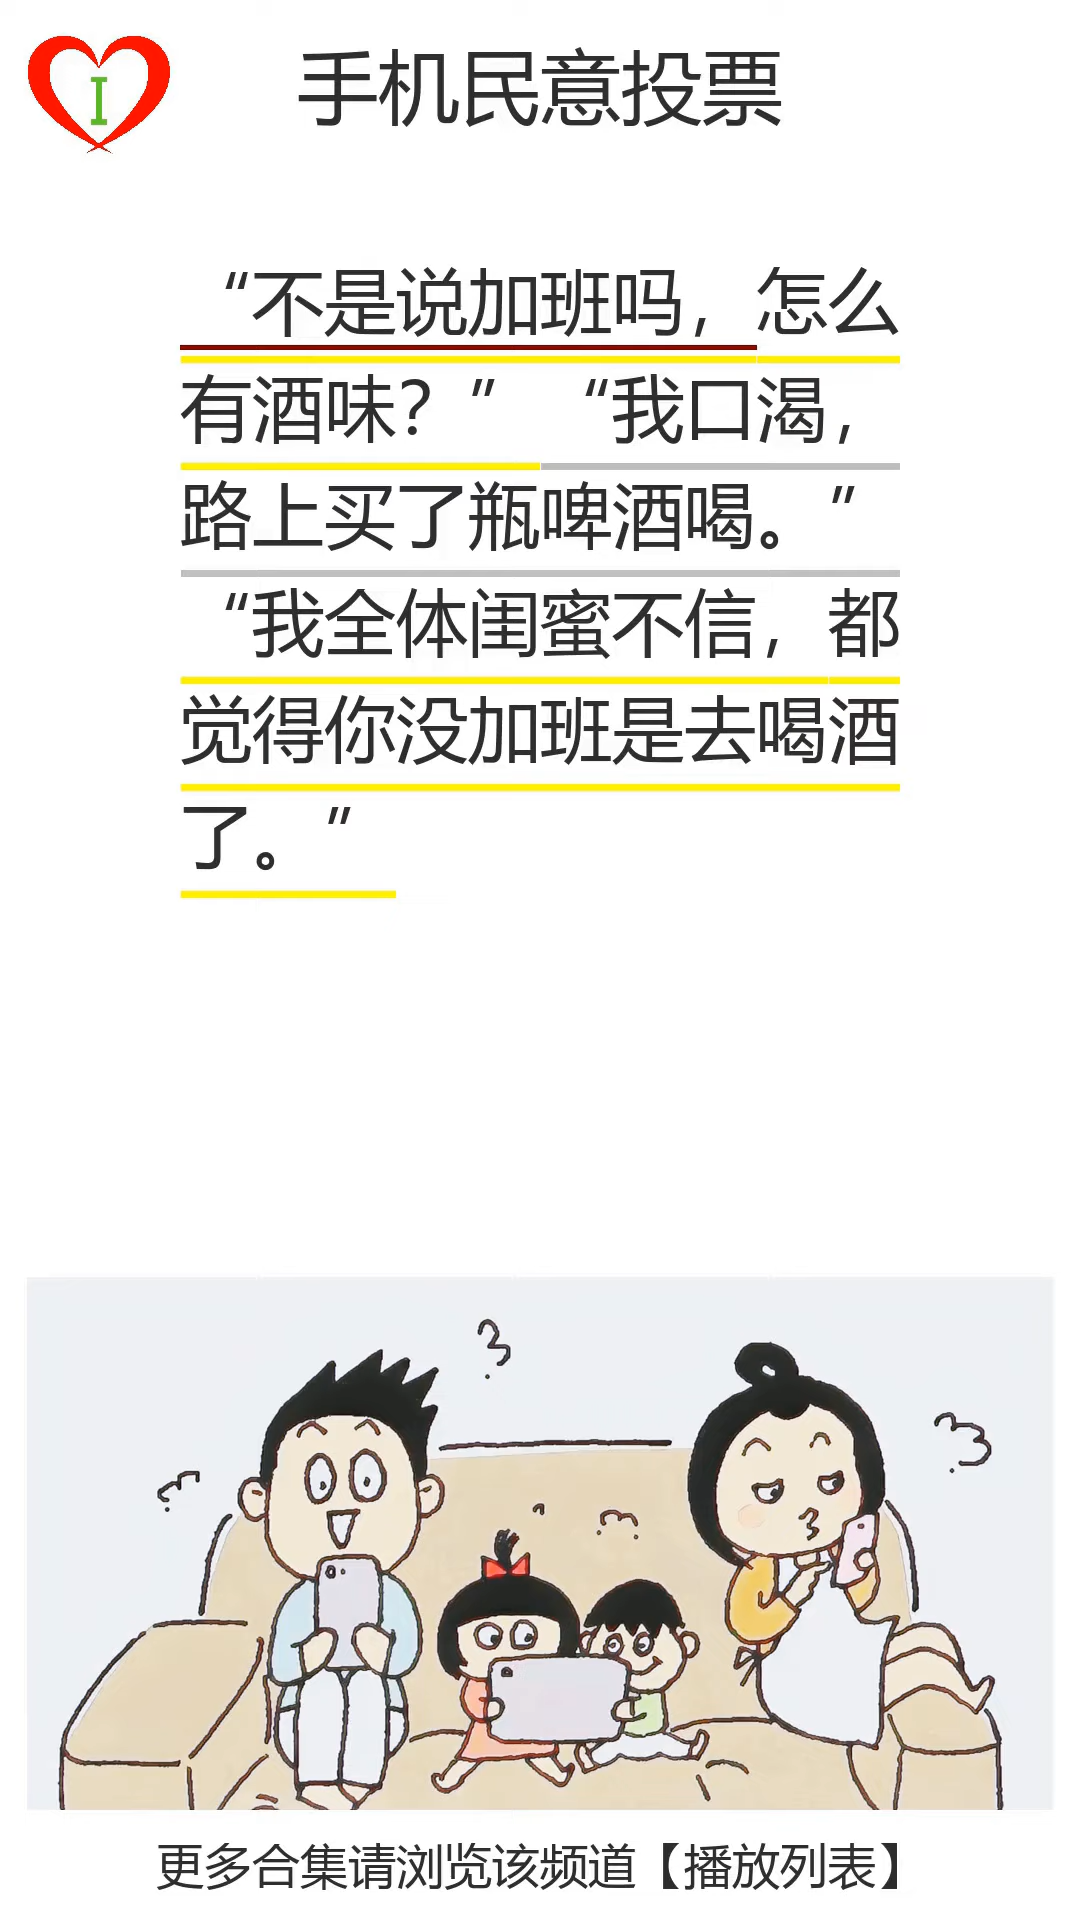 I
手机民意投票
“不是说加班吗，怎么
有酒味？” “我口渴，
路上买了瓶啤酒喝。”
“我全体闺蜜不信，都
觉得你没加班是去喝酒
了。”
更多合集请浏览该频道【播放列表】